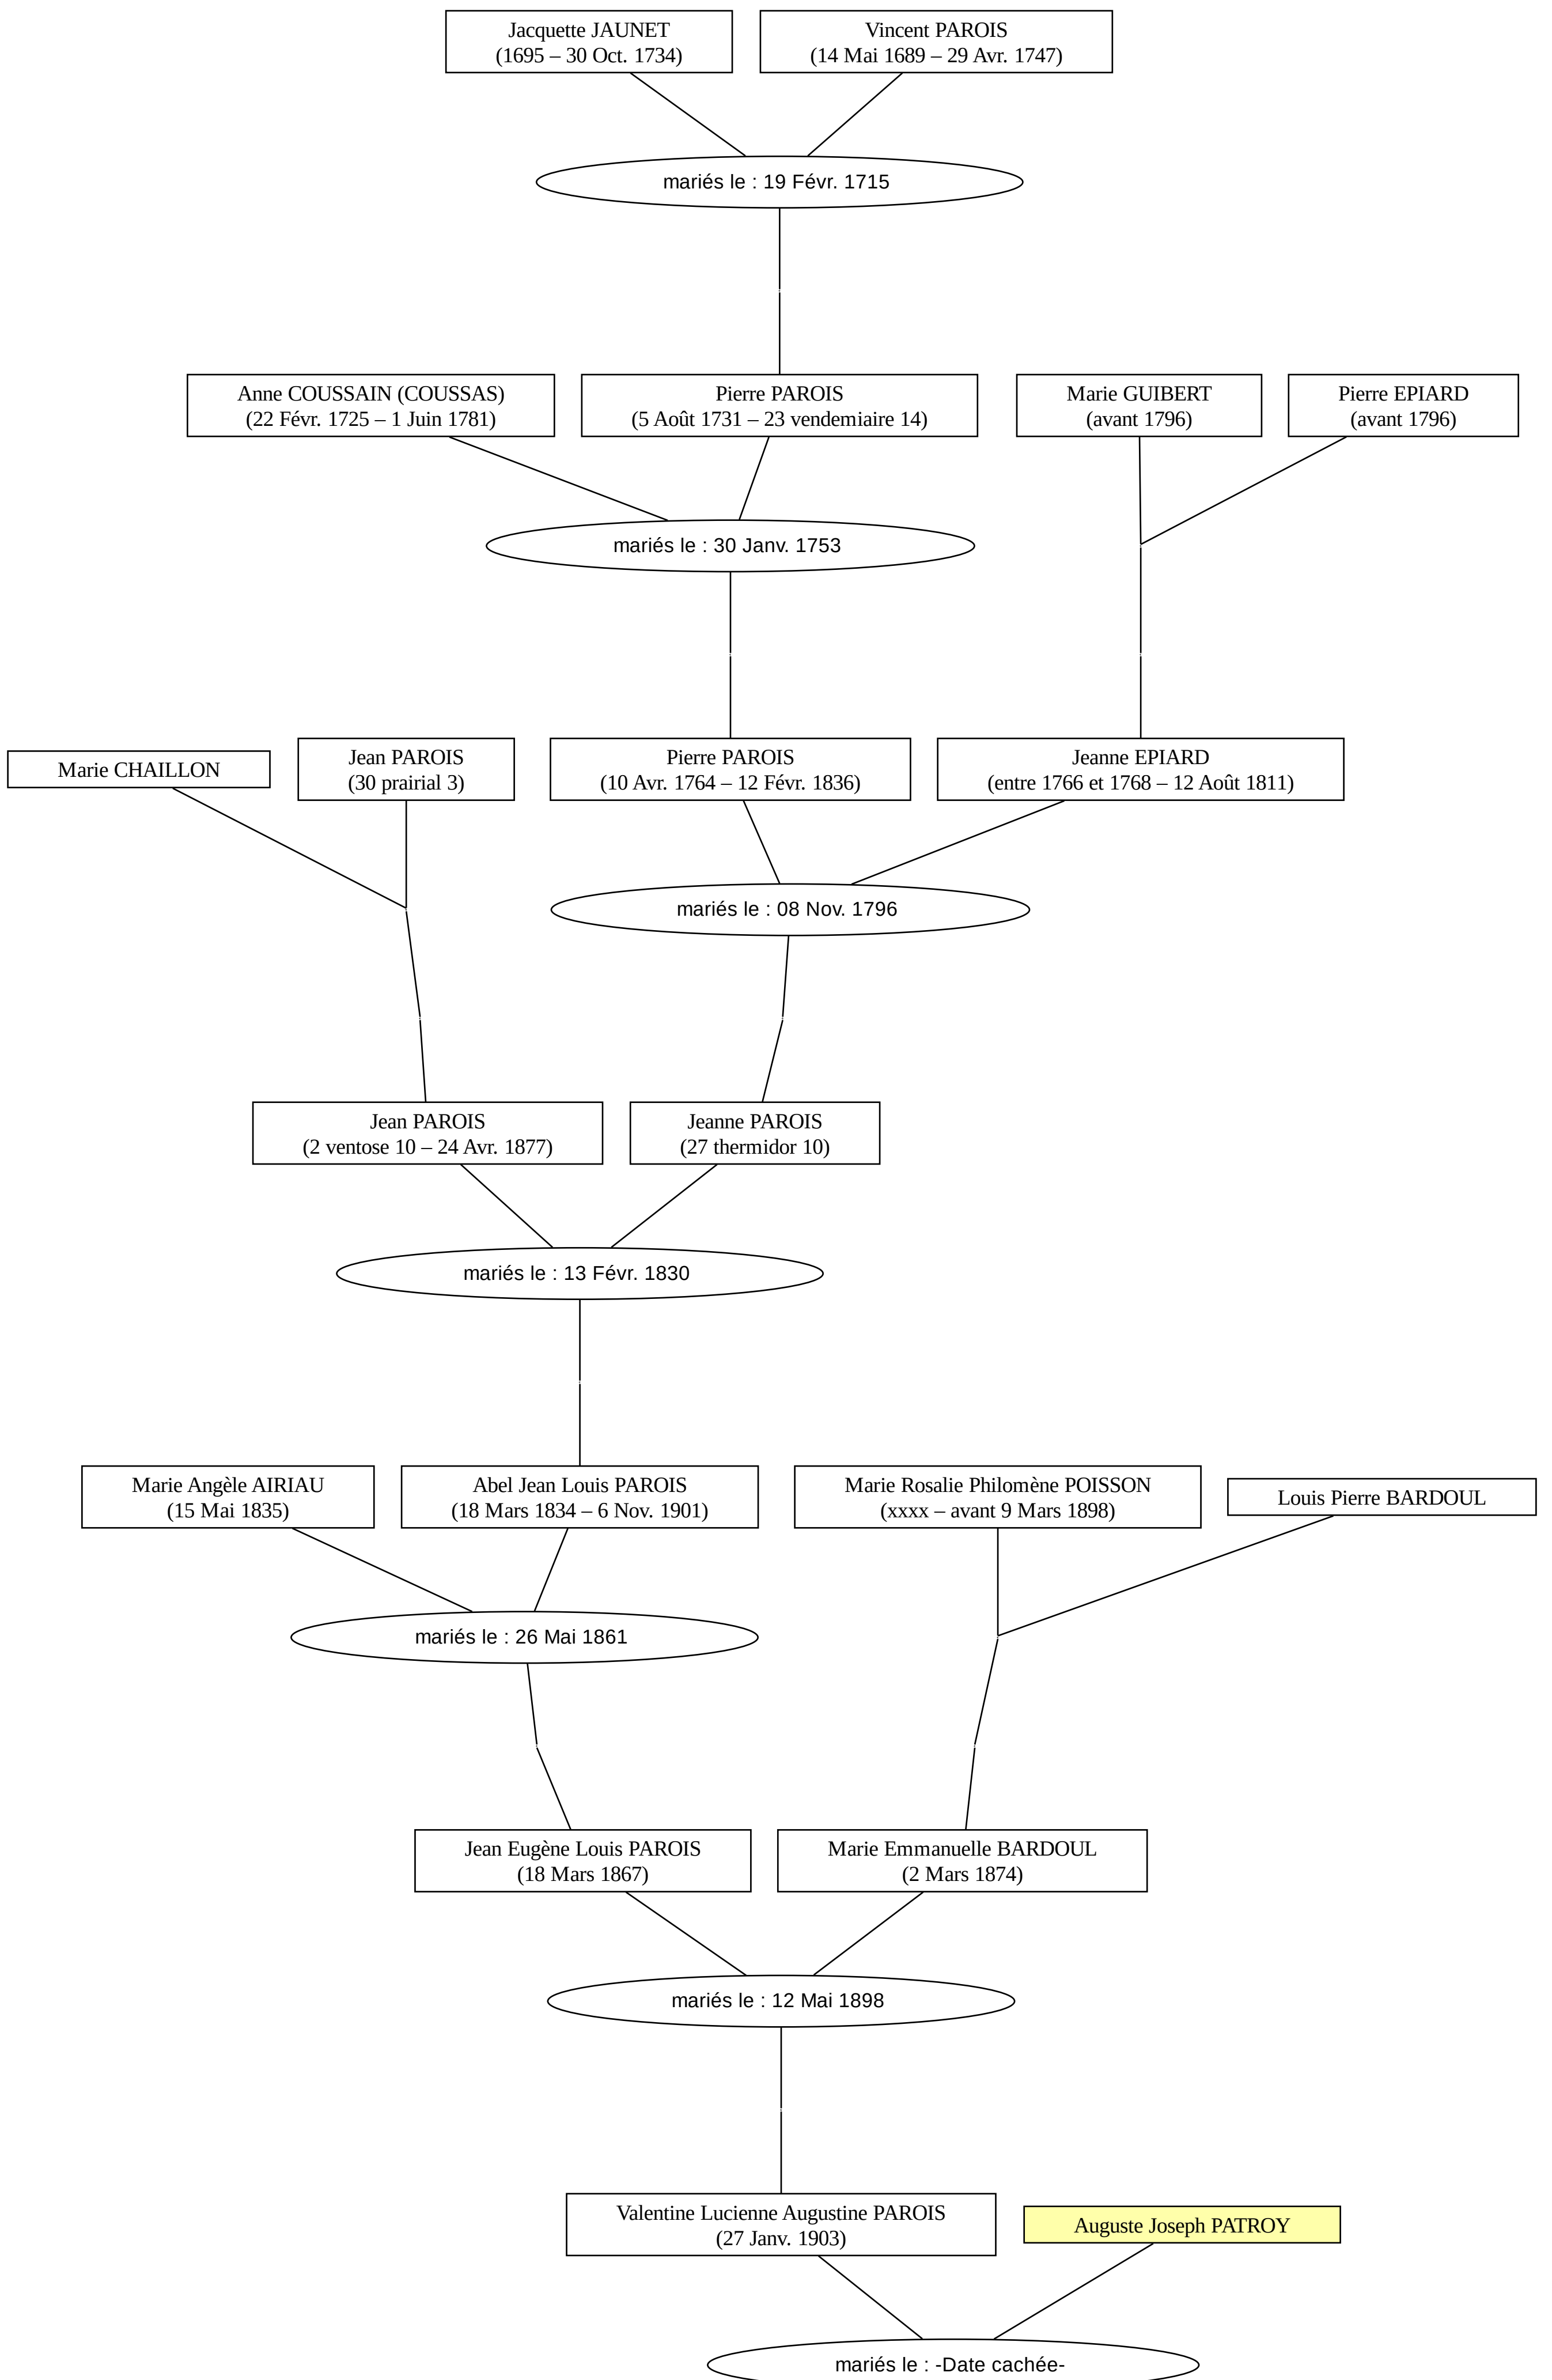 Jacquette JAUNET
(1695 – 30 Oct. 1734)
Vincent PAROIS
(14 Mai 1689 – 29 Avr. 1747)
mariés le : 19 Févr. 1715
Anne COUSSAIN (COUSSAS)
(22 Févr. 1725 – 1 Juin 1781)
Pierre PAROIS
(5 Août 1731 – 23 vendemiaire 14)
Marie GUIBERT
(avant 1796)
Pierre EPIARD
(avant 1796)
mariés le : 30 Janv. 1753
Marie CHAILLON
Jean PAROIS
(30 prairial 3)
Pierre PAROIS
(10 Avr. 1764 – 12 Févr. 1836)
Jeanne EPIARD
(entre 1766 et 1768 – 12 Août 1811)
mariés le : 08 Nov. 1796
Jean PAROIS
(2 ventose 10 – 24 Avr. 1877)
Jeanne PAROIS
(27 thermidor 10)
mariés le : 13 Févr. 1830
Marie Angèle AIRIAU
(15 Mai 1835)
Abel Jean Louis PAROIS
(18 Mars 1834 – 6 Nov. 1901)
Marie Rosalie Philomène POISSON
(xxxx – avant 9 Mars 1898)
Louis Pierre BARDOUL
mariés le : 26 Mai 1861
Jean Eugène Louis PAROIS
(18 Mars 1867)
Marie Emmanuelle BARDOUL
(2 Mars 1874)
mariés le : 12 Mai 1898
Valentine Lucienne Augustine PAROIS
(27 Janv. 1903)
Auguste Joseph PATROY
mariés le : -Date cachée-